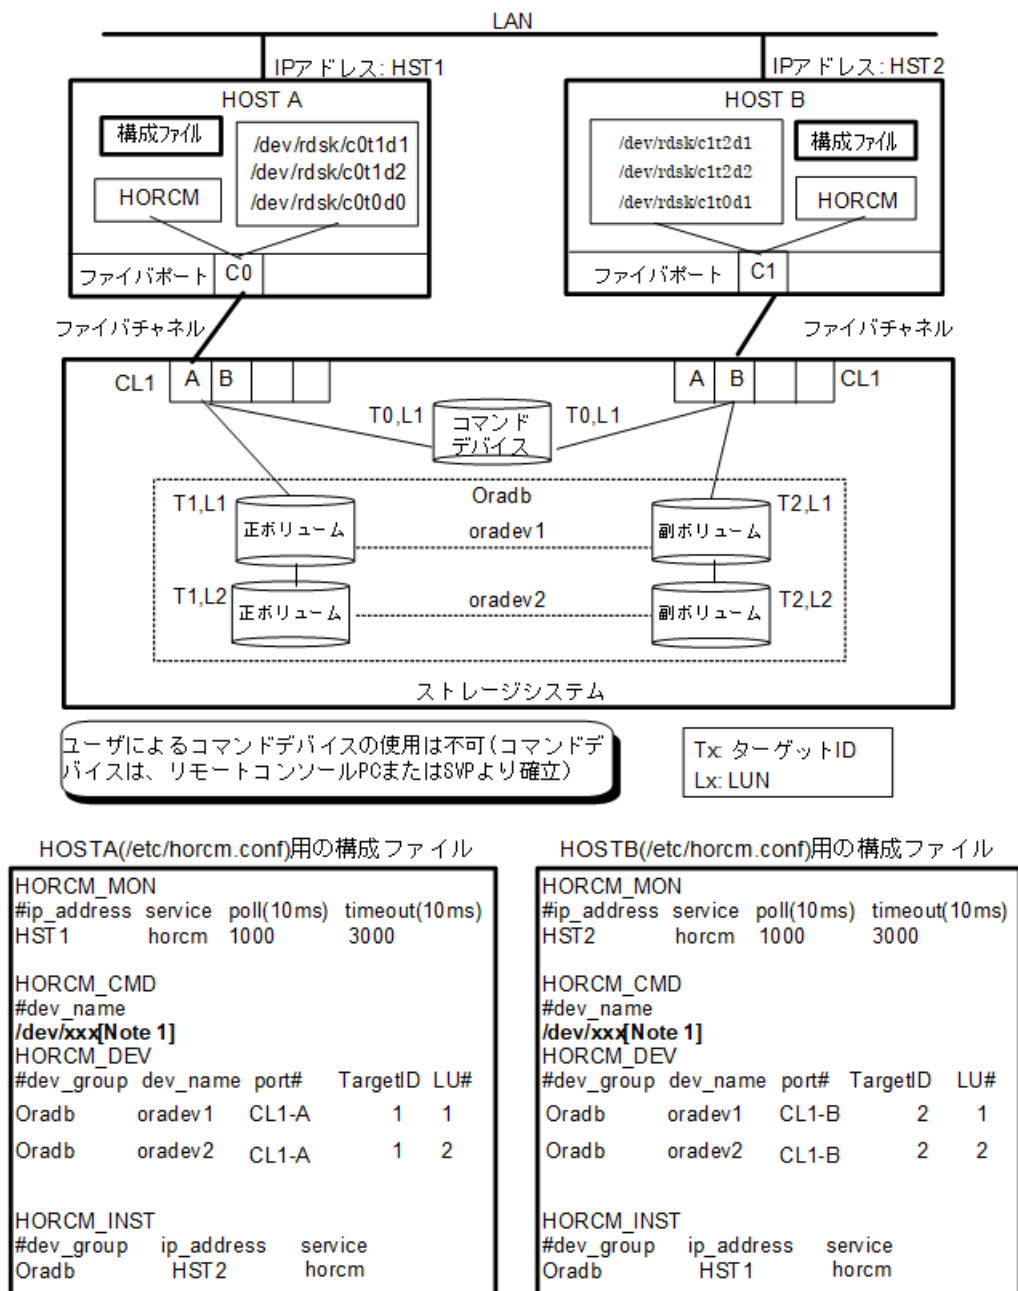 LAN
IPアドレス: HST1
IPアドレス: HST2
HOST A
HOST B
構成ファイル
/dev/rdsk/c0t1d1
/dev/rdsk/c0t1d2
/dev/rdsk/c0t0d0
HORCM
/dev/rdsk/c1t2d1
/dev/rdsk/c1t2d2
/dev/rdsk/c1t0d1
構成ファイル
HORCM
ファイバポート C0
ファイバポート C1
ファイバチャネル
ファイバチャネル
CL1 A B
A B CL1
T0,L1
コマンド
デバイス
T0,L1
Oradb
T1,L1
正ボリューム
oradev1
副ボリューム
T2,L1
T1,L2
正ボリューム
oradev2
副ボリューム
T2,L2
ストレージシステム
ユーザによるコマンドデバイスの使用は不可(コマンドデ
バイスは、リモートコンソールPCまたはSVPより確立)
Tx: ターゲットID
Lx: LUN
HOSTA(/etc/horcm.conf)用の構成ファイル
HORCM_MON
#ip_address service poll(10ms) timeout(10ms)
HST1 horcm 1000 3000
HORCM_CMD
#dev_name
/dev/xxx[Note 1]
HORCM_DEV
#dev_group dev_name port# TargetID LU#
Oradb oradev1 CL1-A 1 1
Oradb oradev2 CL1-A 1 2
HORCM_INST
#dev_group ip_address service
Oradb HST2 horcm
HOSTB(/etc/horcm.conf)用の構成ファイル
HORCM_MON
#ip_address service poll(10ms) timeout(10ms)
HST2 horcm 1000 3000
HORCM_CMD
#dev_name
/dev/xxx[Note 1]
HORCM_DEV
#dev_group dev_name port# TargetID LU#
Oradb oradev1 CL1-B 2 1
Oradb oradev2 CL1-B 2 2
HORCM_INST
#dev_group ip_address service
Oradb HST1 horcm